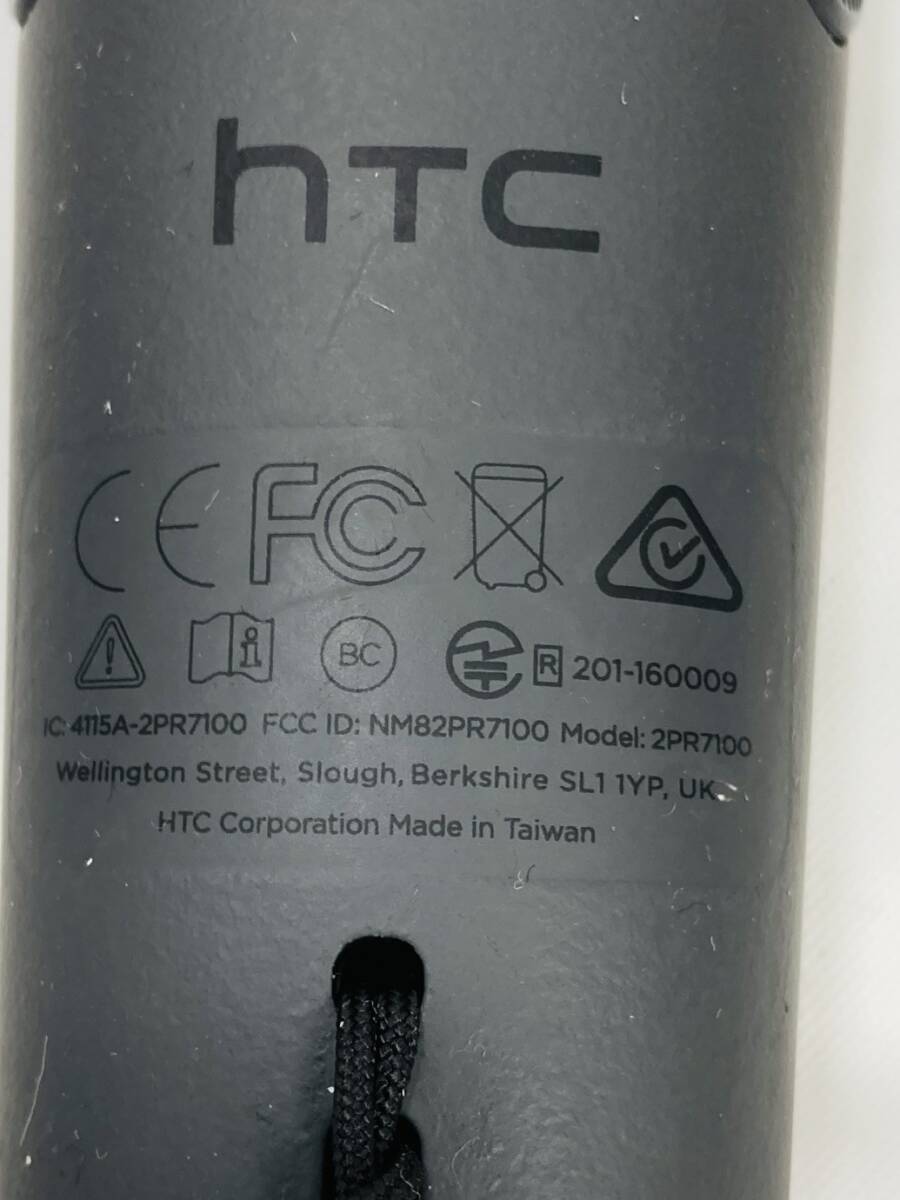 hTC
CE FC
BC R 201-160009
IC: 4115A-2PR7100 FCC ID: NM82PR7100 Model: 2PR7100
Wellington Street, Slough, Berkshire SL1 1YP, UK
HTC Corporation Made in Taiwan